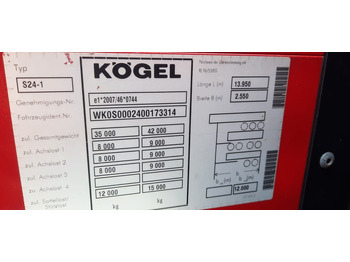 KÖGEL
Typ
S24-1
e1*2007/46*0744
Genehmigungs-Nr.
WK0S0002400173314
Fahrzeugident.Nr.
zul. Gesamtgewicht 35 000 42 000
zul. Achslast 1 8 000 9 000
zul. Achslast 2 8 000 9 000
zul. Achslast 3 8 000 9 000
zul. Achslast 4
zul. Sattellast/ 12 000 15 000
Stützlast
kg kg
Länge L (m) 13.950
Breite B (m) 2.550
(m) (m) 12.000